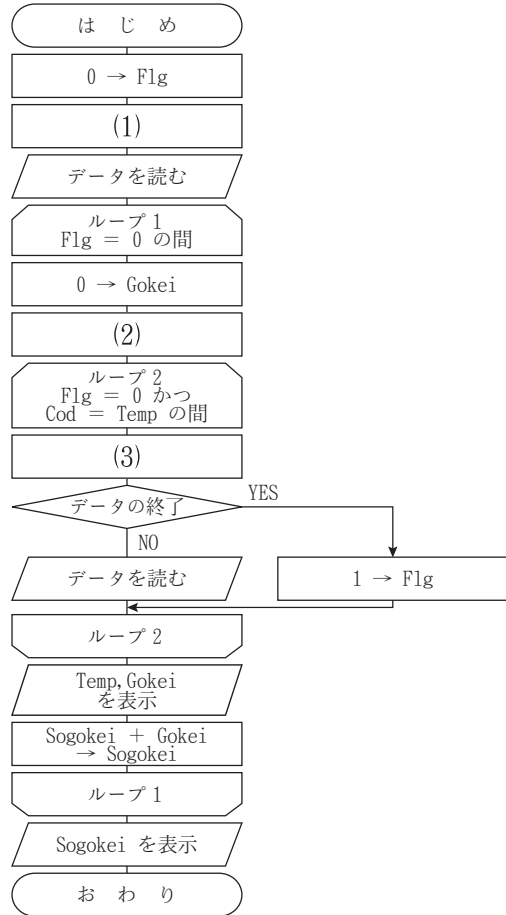 は じ め
0 → Flg
(1)
データを読む
ループ1
Flg = 0 の間
0 → Gokei
(2)
ループ2
Flg = 0 かつ
Cod = Temp の間
(3)
データの終了
YES
NO
データを読む
1 → Flg
ループ2
Temp,Gokei
を表示
Sogokei + Gokei
→ Sogokei
ループ1
Sogokei を表示
お わ り